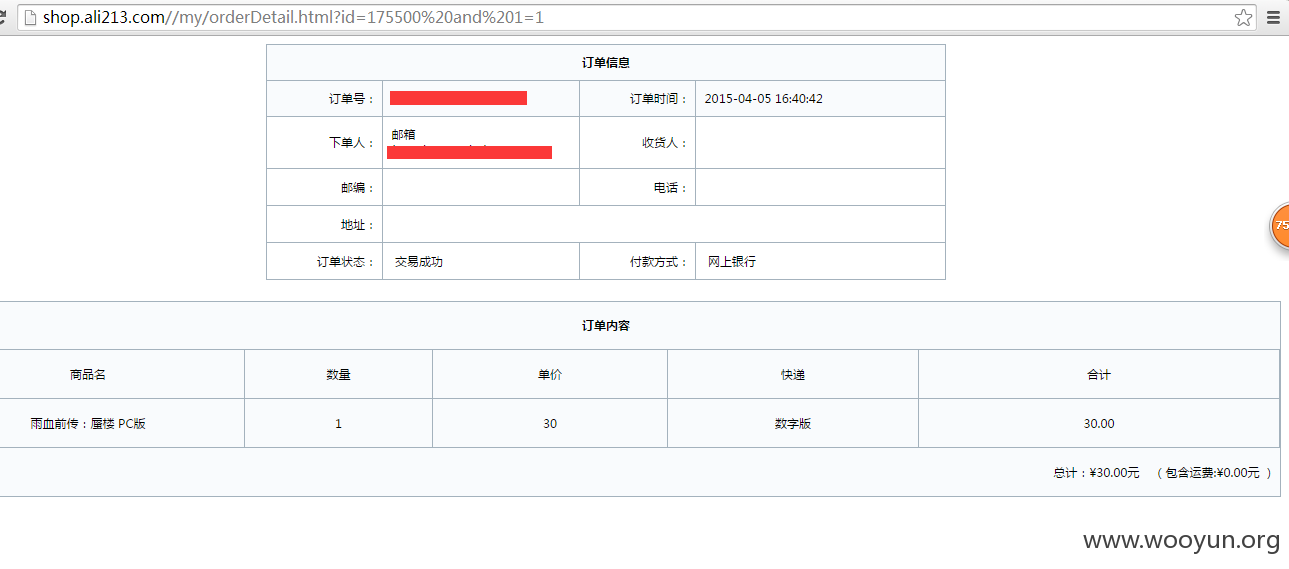 shop.ali213.com//my/orderDetail.html?id=175500%20and%201=1
订单信息
订单号： 订单时间： 2015-04-05 16:40:42
下单人： 邮箱 收货人：
邮编： 电话：
地址：
订单状态： 交易成功 付款方式： 网上银行
75
订单内容
商品名 数量 单价 快递 合计
雨血前传：蜃楼 PC版 1 30 数字版 30.00
总计：¥30.00元 （ 包含运费:¥0.00元 ）
www.wooyun.org